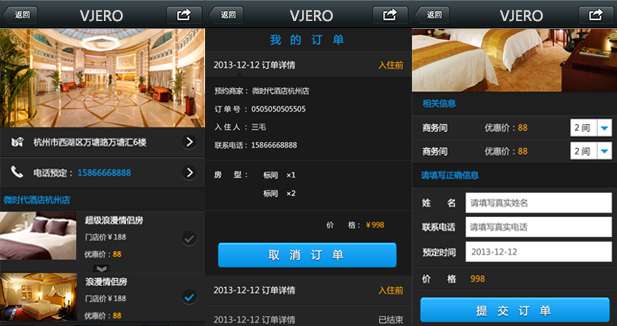 返回
VJERO
杭州市西湖区万塘路万塘汇6楼
电话预定： 15866668888
微时代酒店杭州店
超级浪漫情侣房
门店价￥188
优惠价：88
浪漫情侣房
门店价￥188
优惠价：88
返回
VJERO
我 的 订 单
2013-12-12 订单详情 入住前
预约商家：微时代酒店杭州店
订 单 号 ： 0505050505505
入 住 人 ： 三毛
联系电话：15866668888
房 型： 标间 ×1
标间 ×2
价 格：￥998
取 消 订 单
2013-12-12 订单详情 入住前
2013-12-12 订单详情 已结束
返回
VJERO
相关信息
商务间 优惠价：88 2 间
商务间 优惠价：88 2 间
请填写正确信息
姓 名 请填写真实姓名
联系电话 请填写真实电话
预定时间 2013-12-12
价 格 998
提 交 订 单